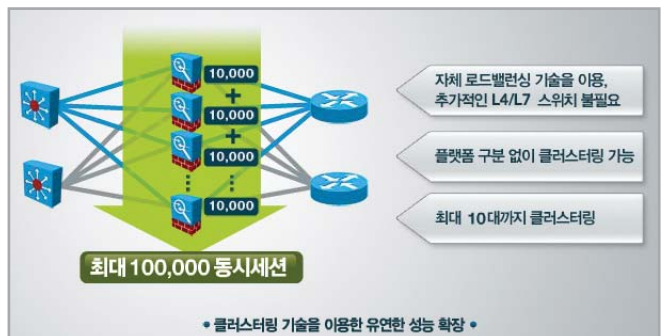 10,000
+
10,000
+
10,000
⋮ ⋮
10,000
최대 100,000 동시세션
자체 로드밸런싱 기술을 이용,
추가적인 L4/L7 스위치 불필요
플랫폼 구분 없이 클러스터링 가능
최대 10대까지 클러스터링
• 클러스터링 기술을 이용한 유연한 성능 확장 •